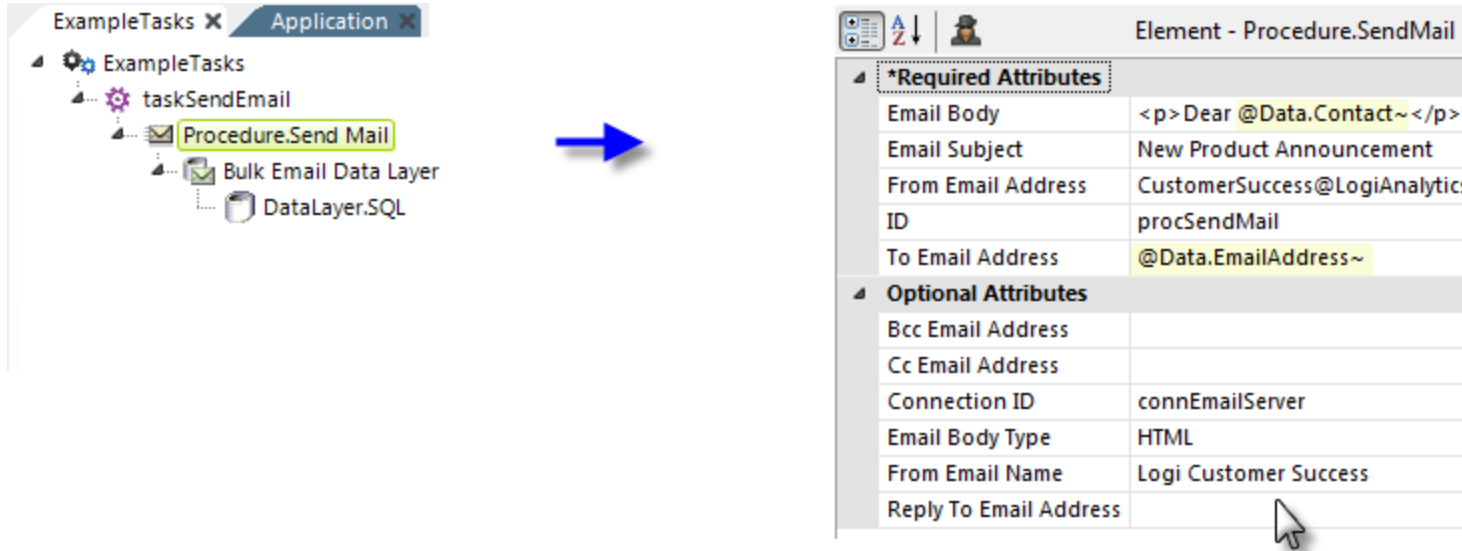 ExampleTasks Application
ExampleTasks
taskSendEmail
Procedure.Send Mail
Bulk Email Data Layer
DataLayer.SQL
A
Z
Element - Procedure.SendMail
*Required Attributes
Email Body <p>Dear @Data.Contact~</p>
Email Subject New Product Announcement
From Email Address CustomerSuccess@LogiAnalytics
ID procSendMail
To Email Address @Data.EmailAddress~
Optional Attributes
Bcc Email Address
Cc Email Address
Connection ID connEmailServer
Email Body Type HTML
From Email Name Logi Customer Success
Reply To Email Address